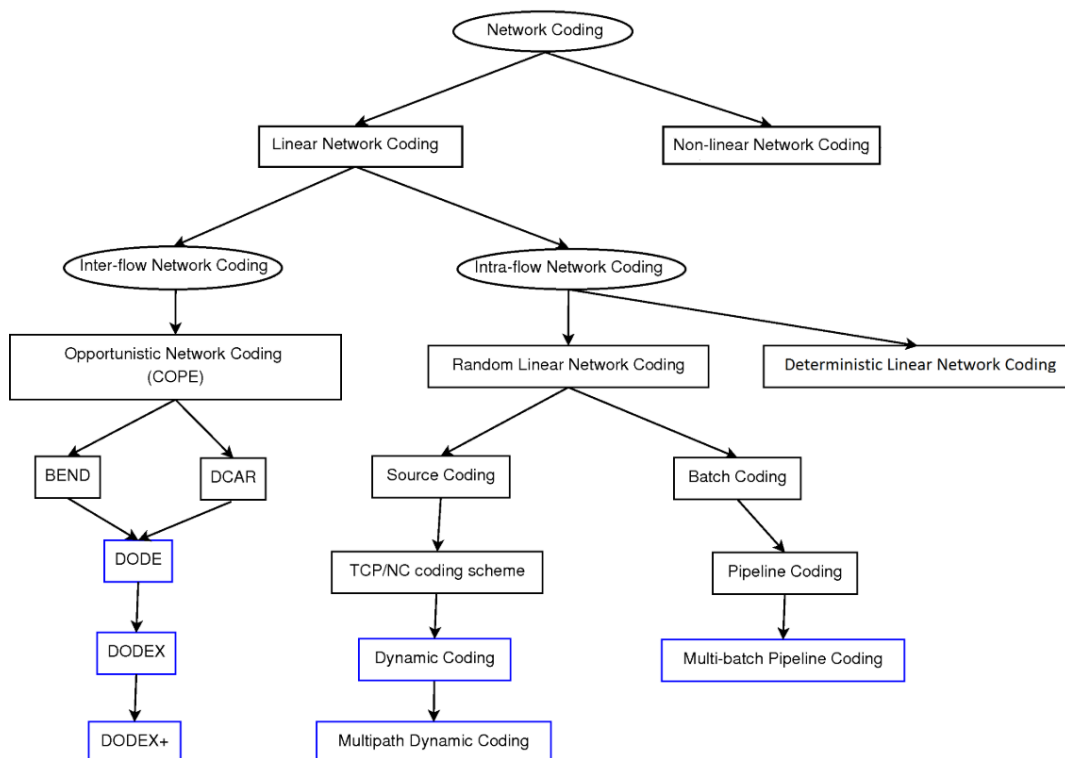 Network Coding
Linear Network Coding
Non-linear Network Coding
Inter-flow Network Coding
Intra-flow Network Coding
Opportunistic Network Coding
(COPE)
Random Linear Network Coding
Deterministic Linear Network Coding
BEND
DCAR
Source Coding
Batch Coding
DODE
TCP/NC coding scheme
Pipeline Coding
DODEX
Dynamic Coding
Multi-batch Pipeline Coding
DODEX+
Multipath Dynamic Coding